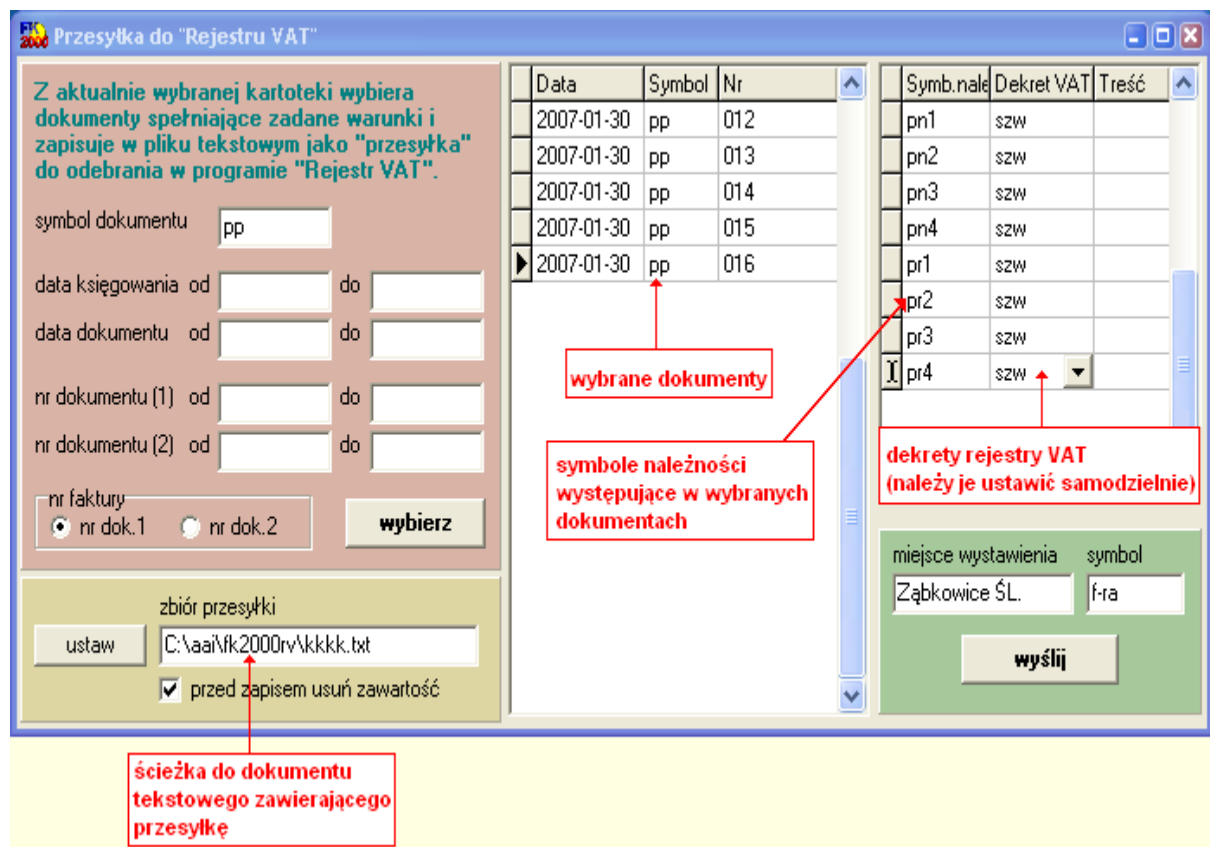 FK 2000 Przesyłka do "Rejestru VAT"
Z aktualnie wybranej kartoteki wybiera
dokumenty spełniające zadane warunki i
zapisuje w pliku tekstowym jako "przesyłka"
do odebrania w programie "Rejestr VAT".
symbol dokumentu pp
data księgowania od do
data dokumentu od do
nr dokumentu (1) od do
nr dokumentu (2) od do
nr faktury
nr dok.1 nr dok.2
wybierz
zbiór przesyłki
ustaw C:\aai\fk2000rv\kkkk.txt
przed zapisem usuń zawartość
ścieżka do dokumentu
tekstowego zawierającego
przesyłkę
Data Symbol Nr
2007-01-30 pp 012
2007-01-30 pp 013
2007-01-30 pp 014
2007-01-30 pp 015
2007-01-30 pp 016
wybrane dokumenty
symbole należności
występujące w wybranych
dokumentach
Symb.nale Dekret VAT Treść
pn1 szw
pn2 szw
pn3 szw
pn4 szw
pr1 szw
pr2 szw
pr3 szw
pr4 szw
dekrety rejestry VAT
(należy je ustawić samodzielnie)
miejsce wystawienia symbol
Ząbkowice ŚL. f-ra
wyślij